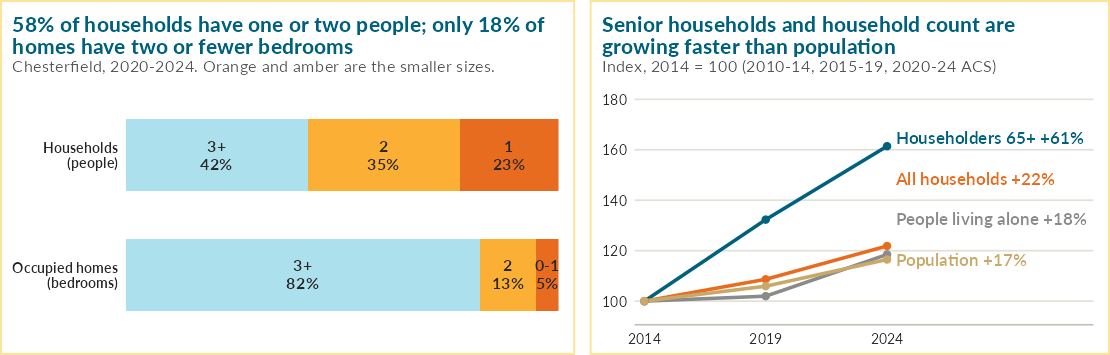 58% of households have one or two people; only 18% of
homes have two or fewer bedrooms
Chesterfield, 2020-2024. Orange and amber are the smaller sizes.
Households
(people)
3+
42%
2
35%
1
23%
Occupied homes
(bedrooms)
3+
82%
2
13%
0-1
5%
Senior households and household count are
growing faster than population
Index, 2014 = 100 (2010-14, 2015-19, 2020-24 ACS)
180
160
140
120
100
Householders 65+ +61%
All households +22%
People living alone +18%
Population +17%
2014
2019
2024